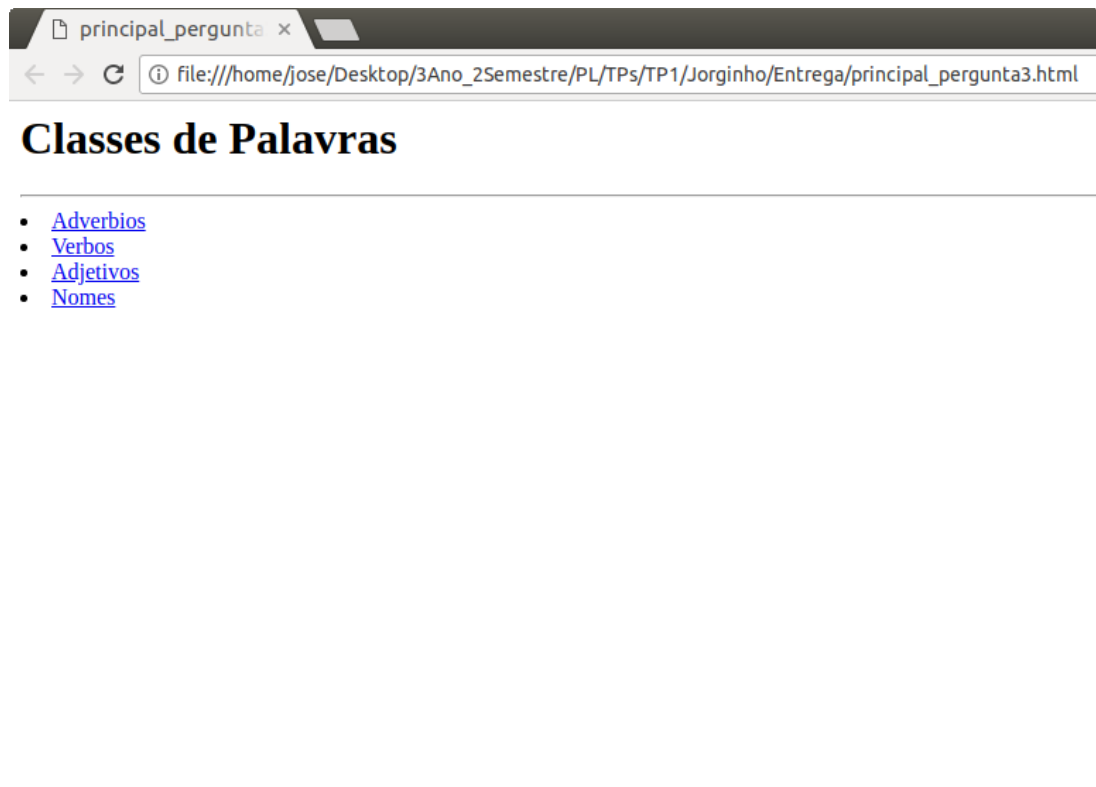 principal_pergunta
file:///home/jose/Desktop/3Ano_2Semestre/PL/TPs/TP1/Jorginho/Entrega/principal_pergunta3.html
Classes de Palavras
Adverbios
Verbos
Adjetivos
Nomes